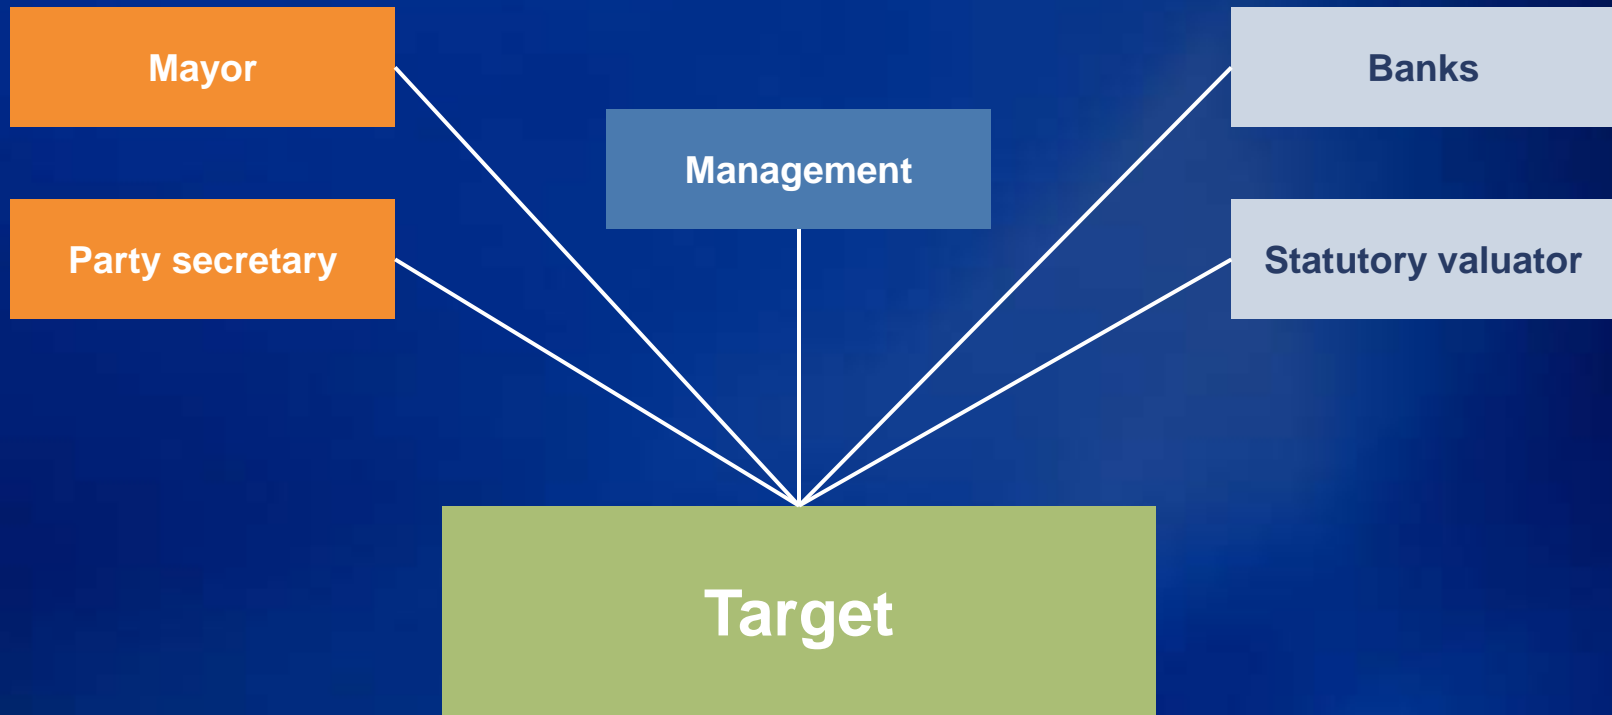 Mayor
Banks
Management
Party secretary
Statutory valuator
Target